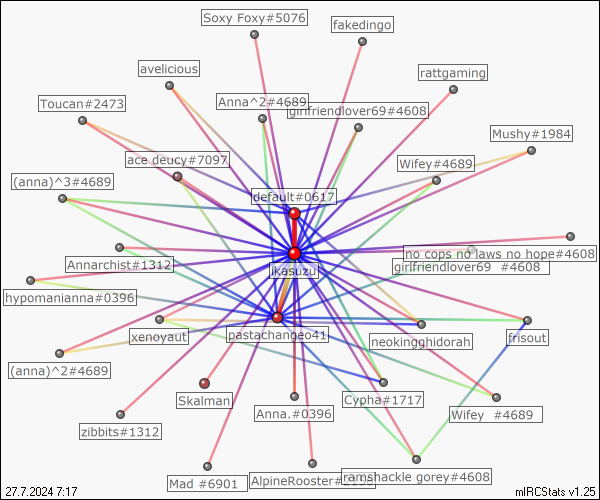 Soxy Foxy#5076
fakedingo
avelicious
rattgaming
Toucan#2473
Anna^2#4689
girlfriendlover69#4608
Mushy#1984
ace deucy#7097
Wifey#4689
(anna)^3#4689
default#0617
no cops no laws no hope#4608
Annarchist#1312
ikasuzu
girlfriendlover69 #4608
hypomanianna#0396
xenoyaut
pastachangeo41
neokingghidorah
frisout
(anna)^2#4689
Skalman
Anna.#0396
Cypha#1717
Wifey #4689
zibbits#1312
Mad #6901
AlpineRooster#
ramshackle gorey#4608
27.7.2024 7:17
mIRCStats v1.25